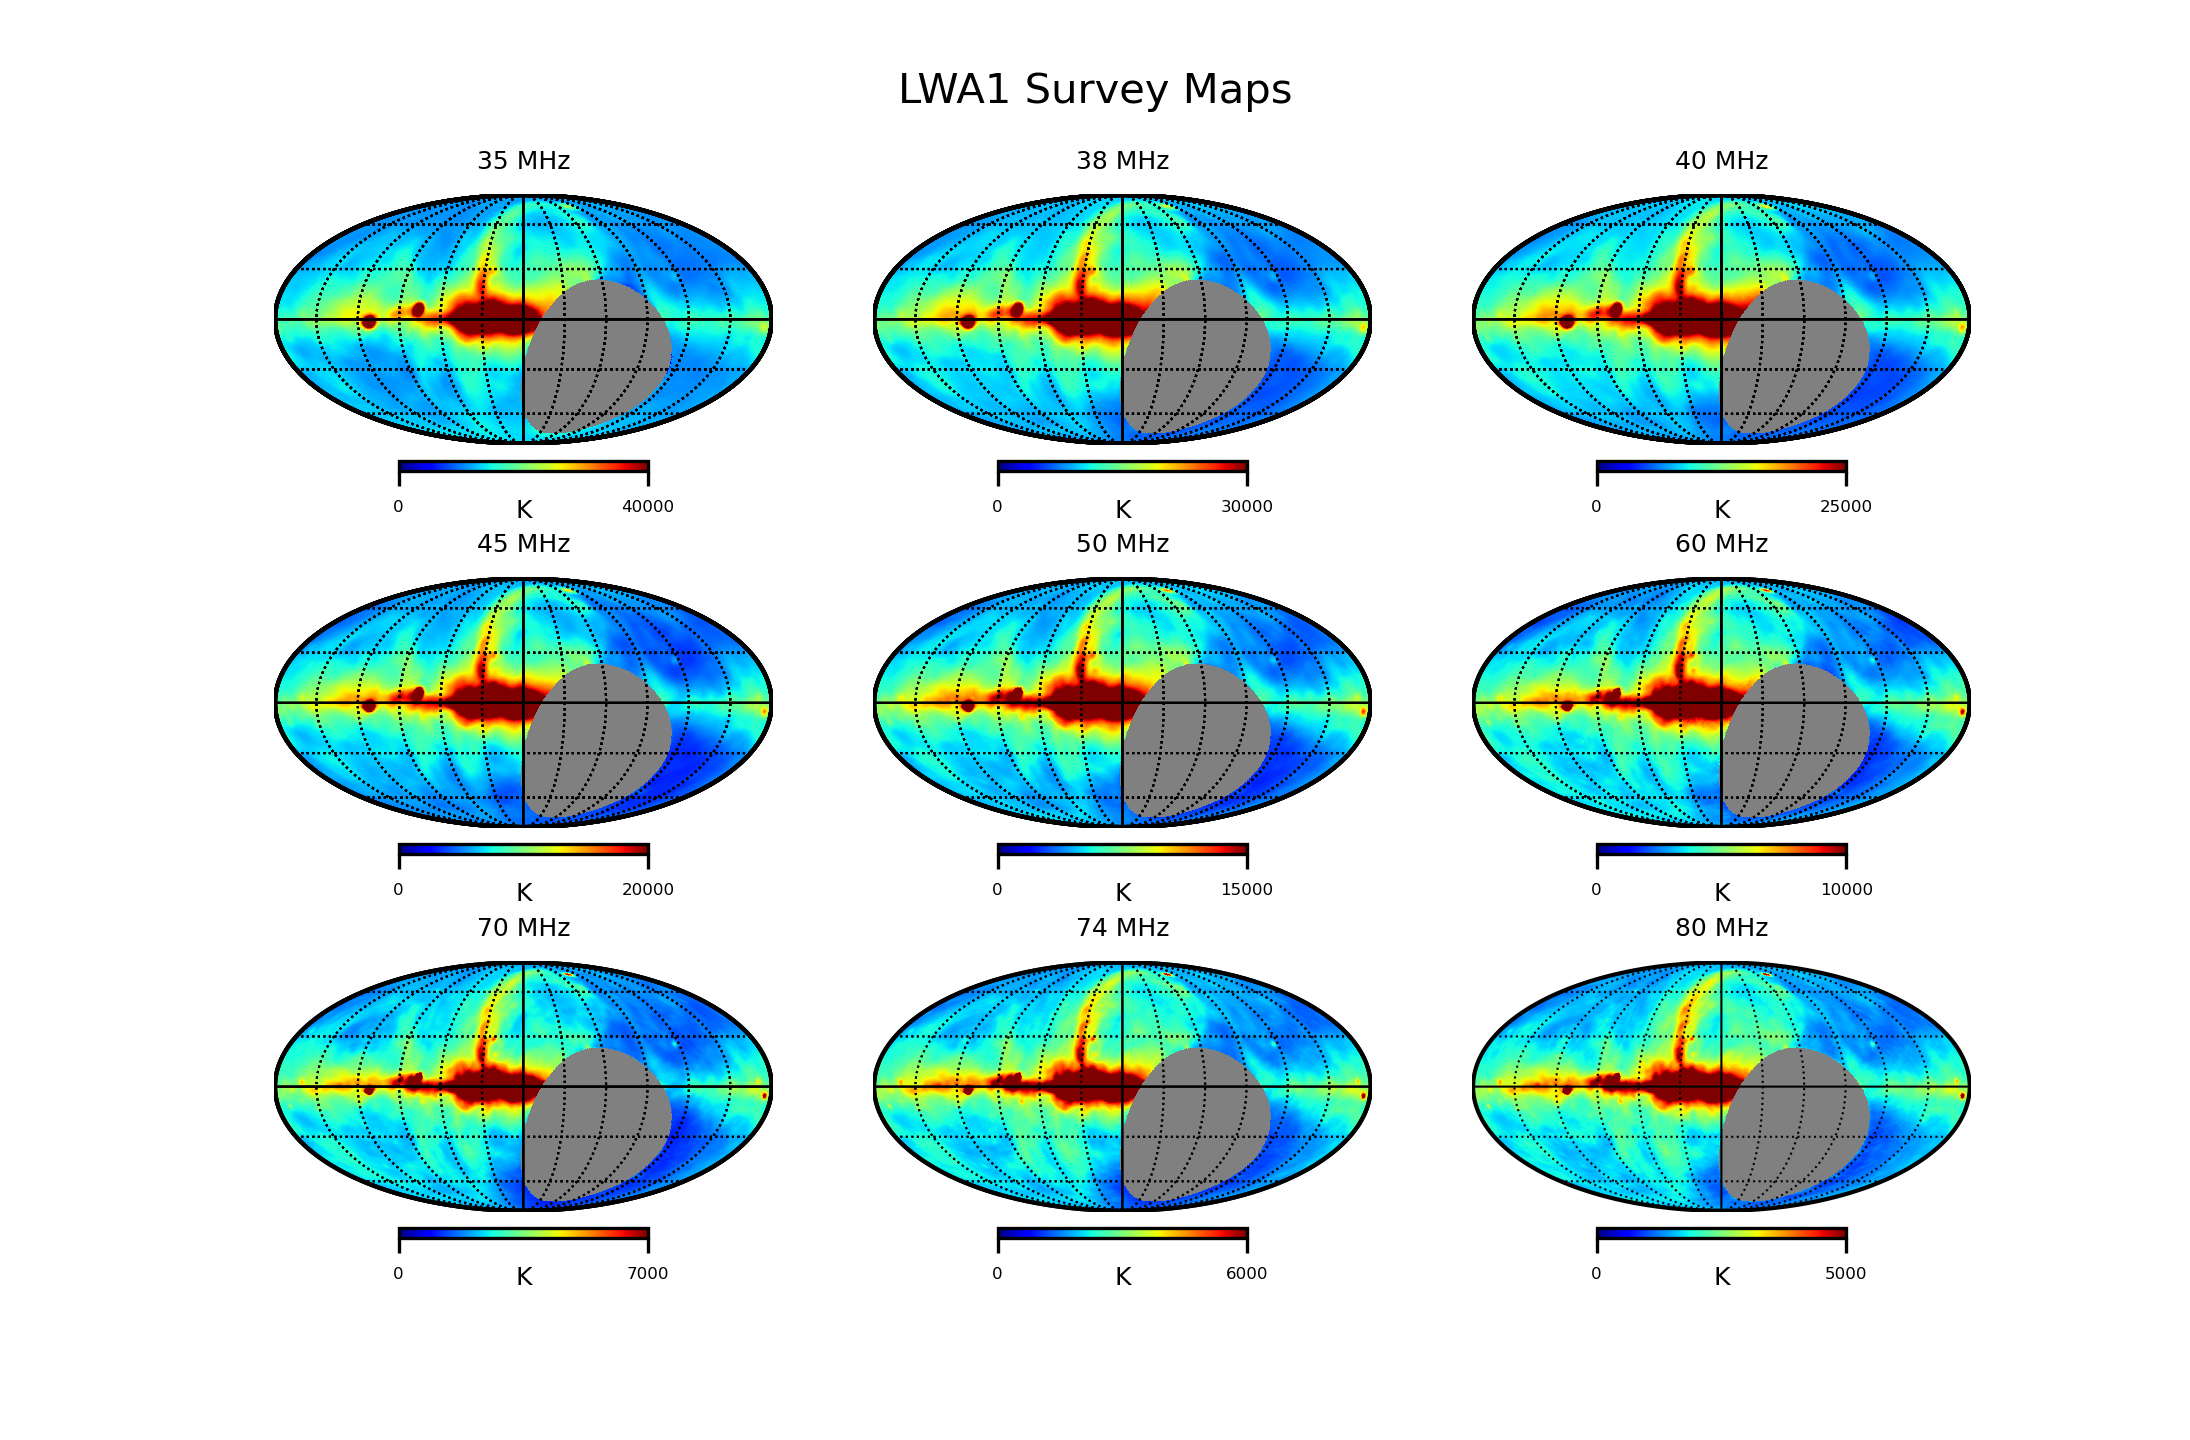 LWA1 Survey Maps
35 MHz
38 MHz
40 MHz
0 K 40000
0 K 30000
0 K 25000
45 MHz
50 MHz
60 MHz
0 K 20000
0 K 15000
0 K 10000
70 MHz
74 MHz
80 MHz
0 K 7000
0 K 6000
0 K 5000